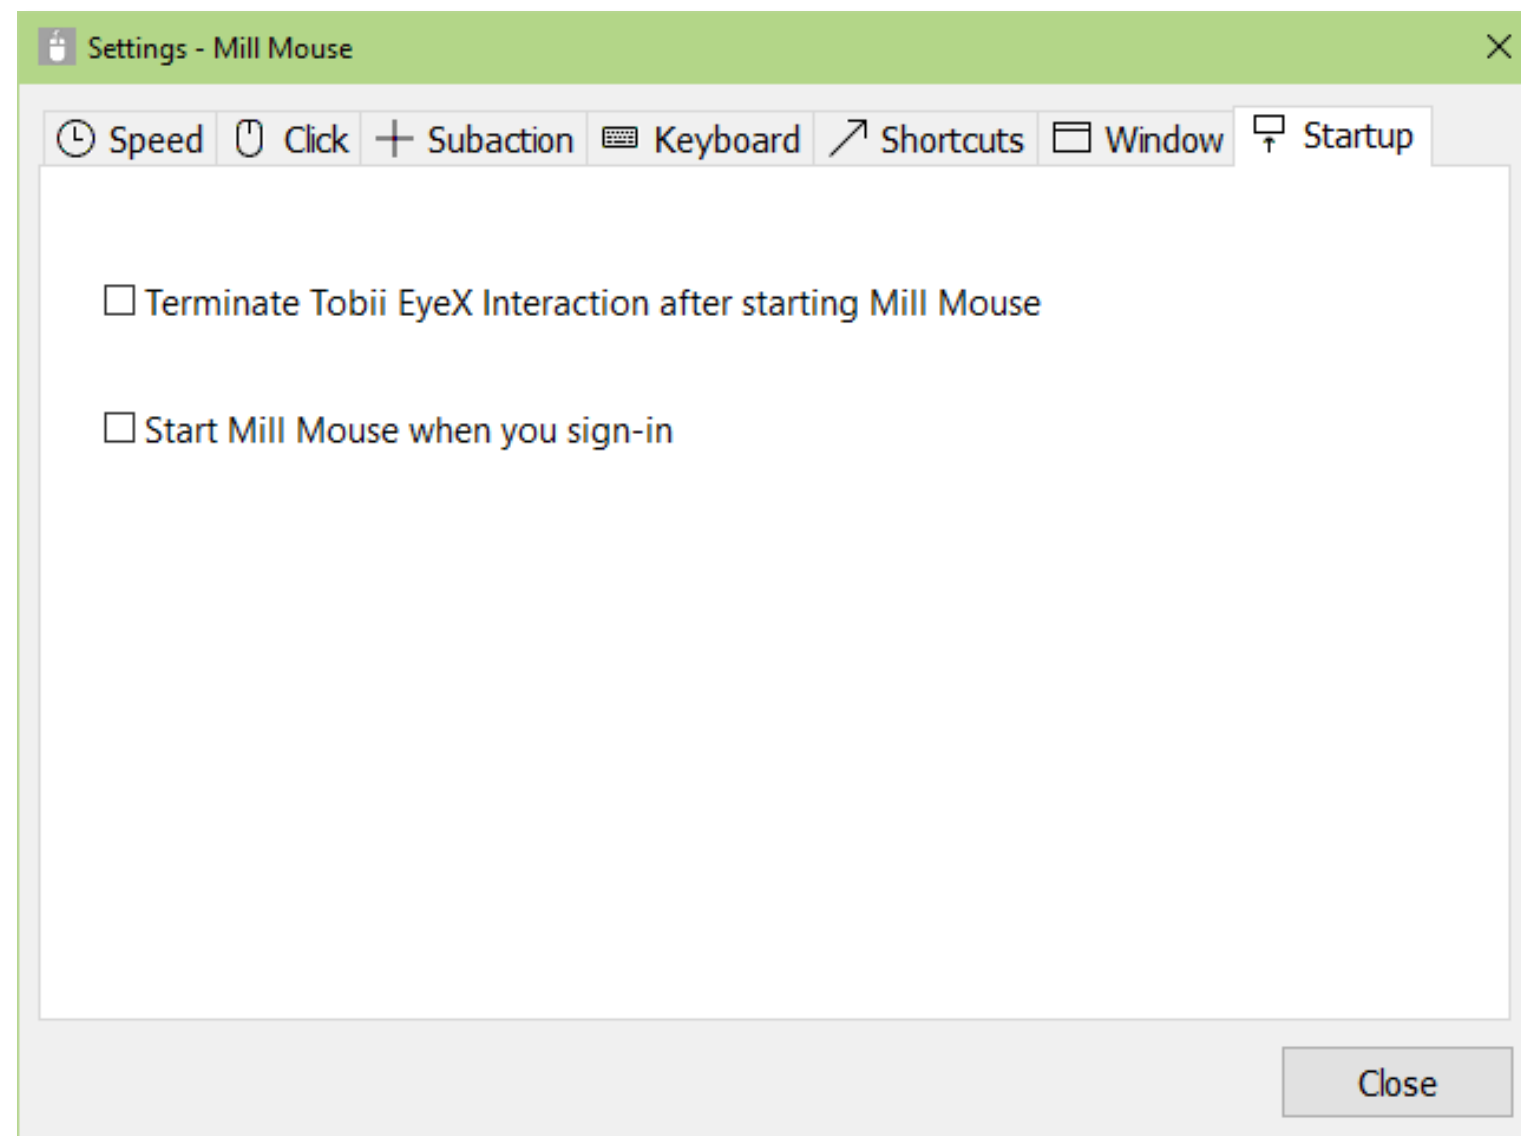 Settings - Mill Mouse
Speed Click Subaction Keyboard Shortcuts Window Startup
Terminate Tobii EyeX Interaction after starting Mill Mouse
Start Mill Mouse when you sign-in
Close